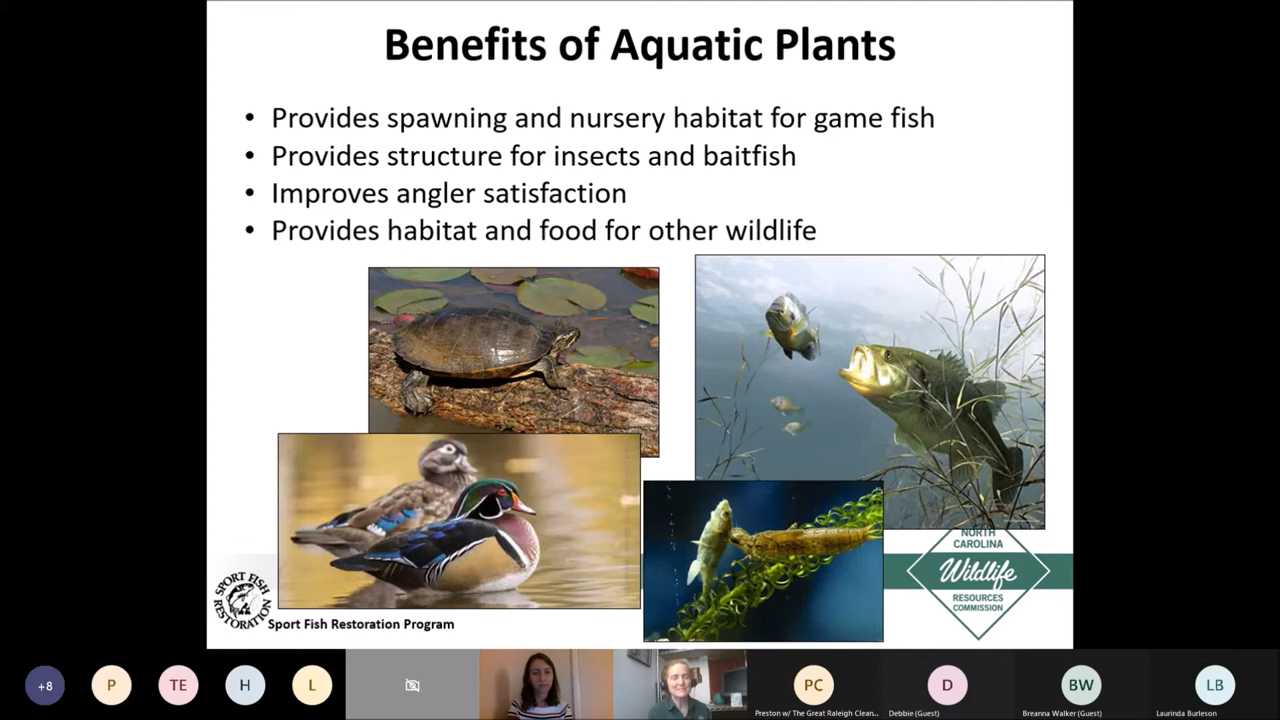 Benefits of Aquatic Plants
• Provides spawning and nursery habitat for game fish
• Provides structure for insects and baitfish
• Improves angler satisfaction
• Provides habitat and food for other wildlife
NORTH
CAROLINA
Wildlife
RESOURCES
COMMISSION
SPORT FISH
RESTORATION
Sport Fish Restoration Program
+8
P
TE
H
L
PC
D
BW
LB
Preston w/ The Great Raleigh Clean...
Debbie (Guest)
Breanna Walker (Guest)
Laurinda Burleson